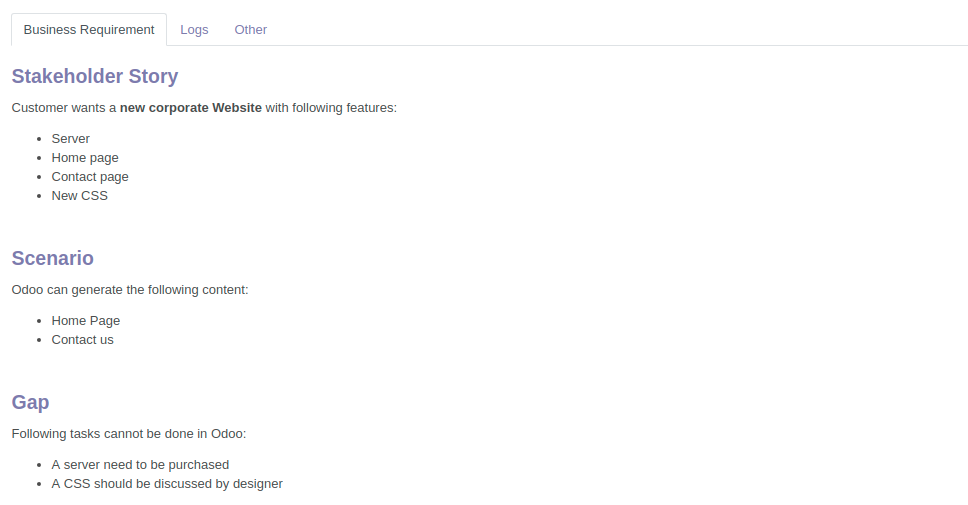 Business Requirement Logs Other
Stakeholder Story
Customer wants a new corporate Website with following features:
Server
Home page
Contact page
New CSS
Scenario
Odoo can generate the following content:
Home Page
Contact us
Gap
Following tasks cannot be done in Odoo:
A server need to be purchased
A CSS should be discussed by designer